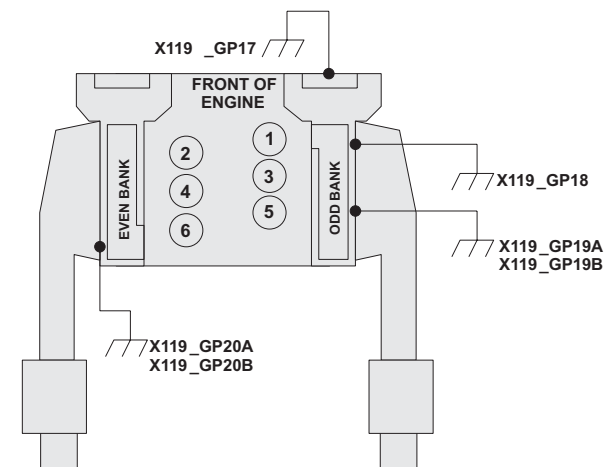 X119 _GP17
FRONT OF
ENGINE
1
2
3
4
5
6
EVEN BANK
ODD BANK
X119_GP18
X119_GP19A
X119_GP19B
X119_GP20A
X119_GP20B